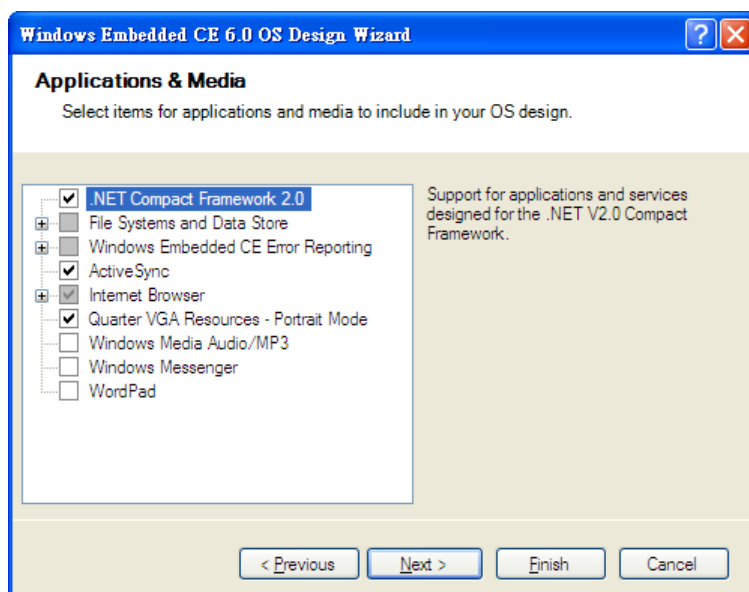 Windows Embedded CE 6.0 OS Design Wizard
Applications & Media
Select items for applications and media to include in your OS design.
.NET Compact Framework 2.0
File Systems and Data Store
Windows Embedded CE Error Reporting
ActiveSync
Internet Browser
Quarter VGA Resources - Portrait Mode
Windows Media Audio/MP3
Windows Messenger
WordPad
Support for applications and services
designed for the .NET V2.0 Compact
Framework.
< Previous
Next >
Finish
Cancel